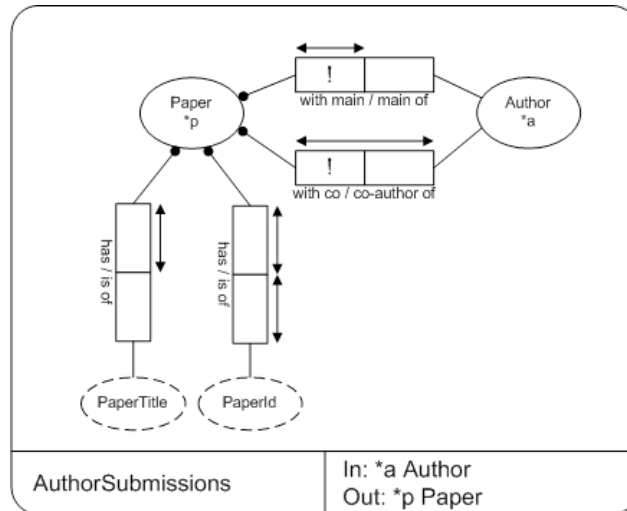 Paper
*p
!
with main / main of
Author
*a
!
with co / co-author of
has / is of
has / is of
PaperTitle
PaperId
AuthorSubmissions
In: *a Author
Out: *p Paper